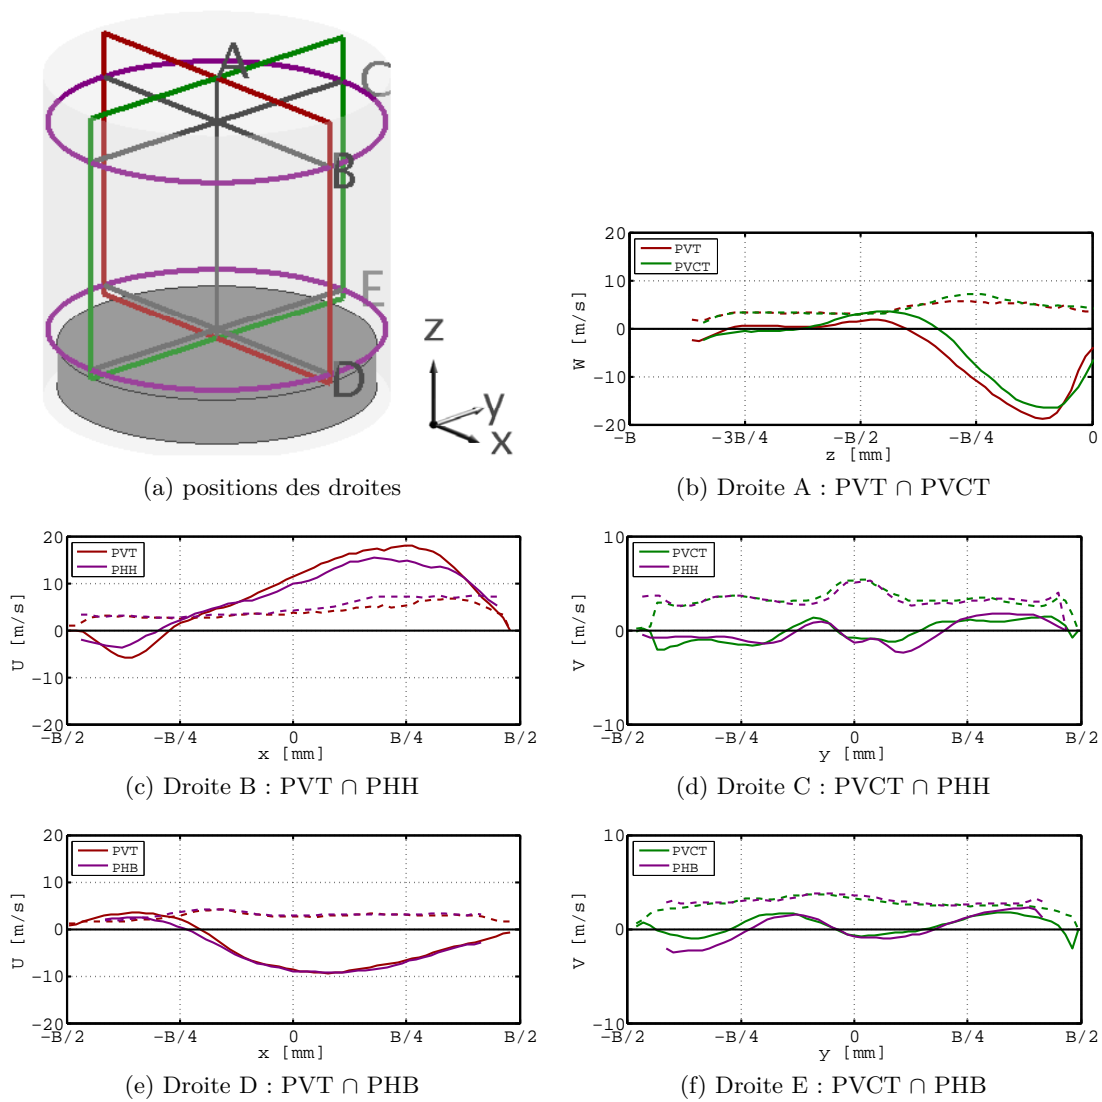 A
C
B
E
D
z
y
x
(a) positions des droites
PVT
PVCT
20
10
0
−10
−20
W [m/s]
−B
−3B/4
−B/2
−B/4
0
z [mm]
(b) Droite A : PVT ∩ PVCT
PVT
PHH
20
10
0
−10
−20
U [m/s]
−B/2
−B/4
0
B/4
B/2
x [mm]
(c) Droite B : PVT ∩ PHH
PVCT
PHH
10
0
−10
V [m/s]
−B/2
−B/4
0
B/4
B/2
y [mm]
(d) Droite C : PVCT ∩ PHH
PVT
PHB
20
10
0
−10
−20
U [m/s]
−B/2
−B/4
0
B/4
B/2
x [mm]
(e) Droite D : PVT ∩ PHB
PVCT
PHB
10
0
−10
V [m/s]
−B/2
−B/4
0
B/4
B/2
y [mm]
(f) Droite E : PVCT ∩ PHB